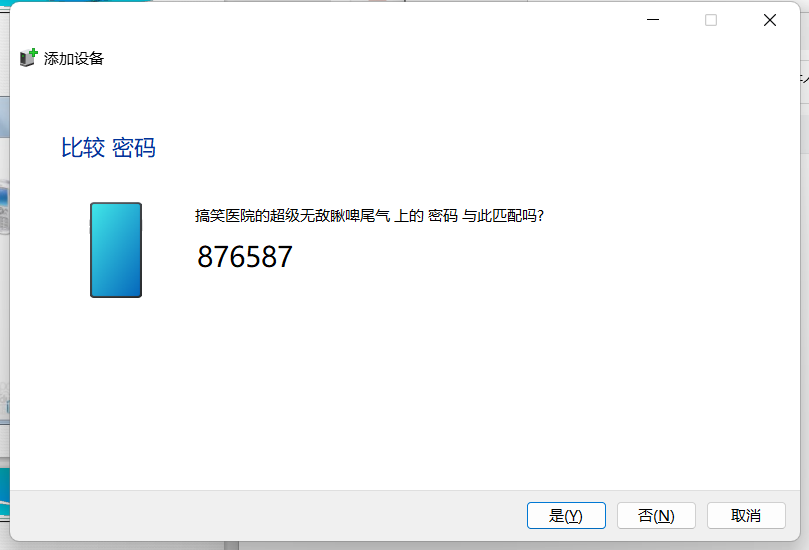 添加设备
比较 密码
搞笑医院的超级无敌瞅啤尾气 上的 密码 与此匹配吗?
876587
是(Y)
否(N)
取消